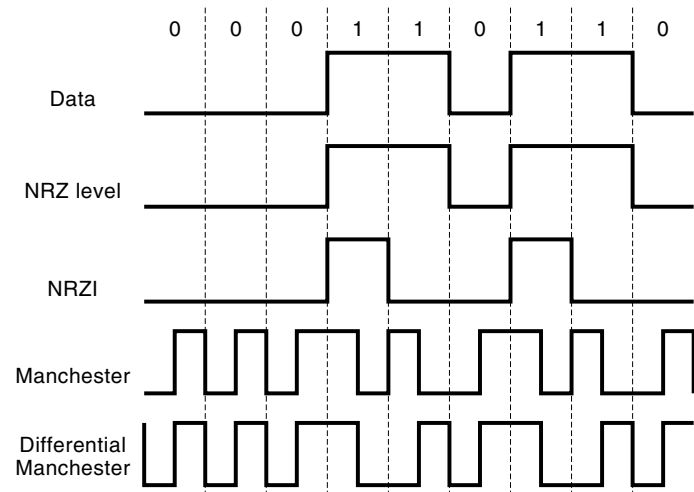 0 0 0 1 1 0 1 1 0
Data
NRZ level
NRZI
Manchester
Differential
Manchester